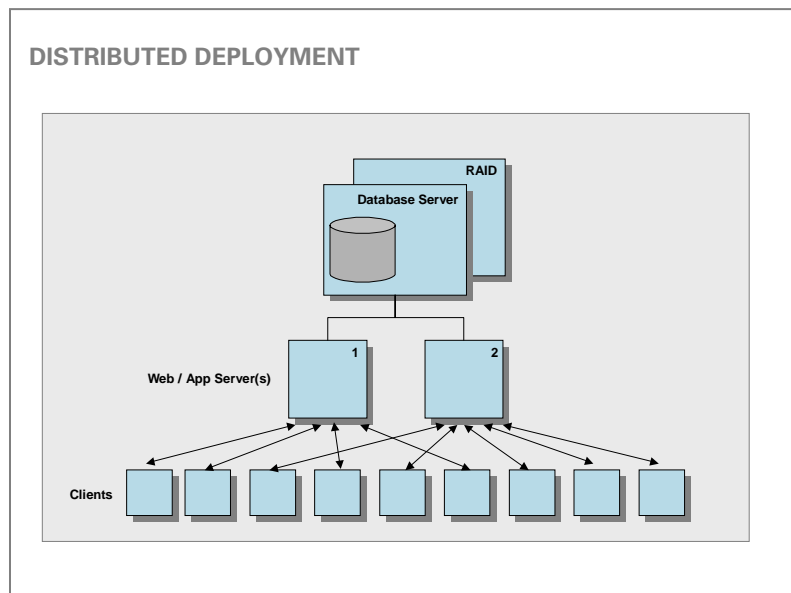 DISTRIBUTED DEPLOYMENT
RAID
Database Server
1
2
Web / App Server(s)
Clients